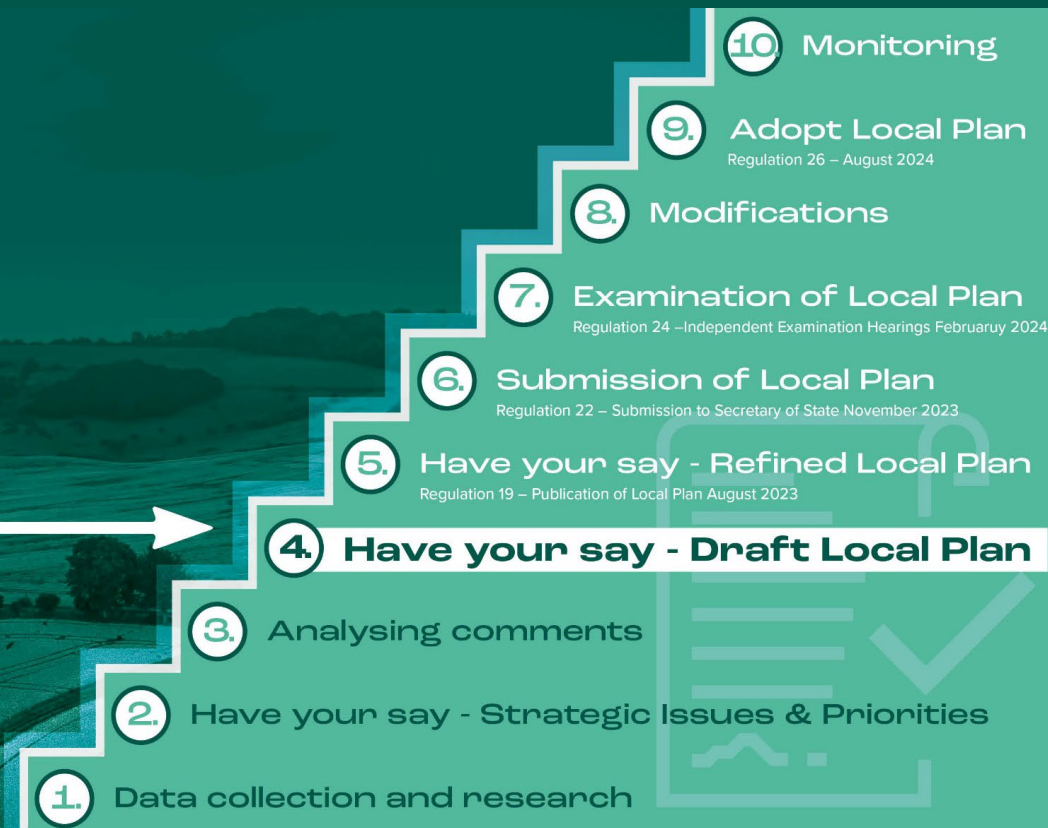 10. Monitoring
9. Adopt Local Plan
Regulation 26 – August 2024
8. Modifications
7. Examination of Local Plan
Regulation 24 –Independent Examination Hearings Februaruy 2024
6. Submission of Local Plan
Regulation 22 – Submission to Secretary of State November 2023
5. Have your say - Refined Local Plan
Regulation 19 – Publication of Local Plan August 2023
4. Have your say - Draft Local Plan
3. Analysing comments
2. Have your say - Strategic Issues & Priorities
1. Data collection and research